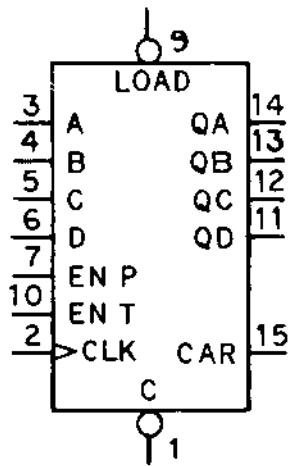 9
LOAD
3 A QA 14
4 B QB 13
5 C QC 12
6 D QD 11
7 EN P
10 EN T
2 CLK CAR 15
C
1